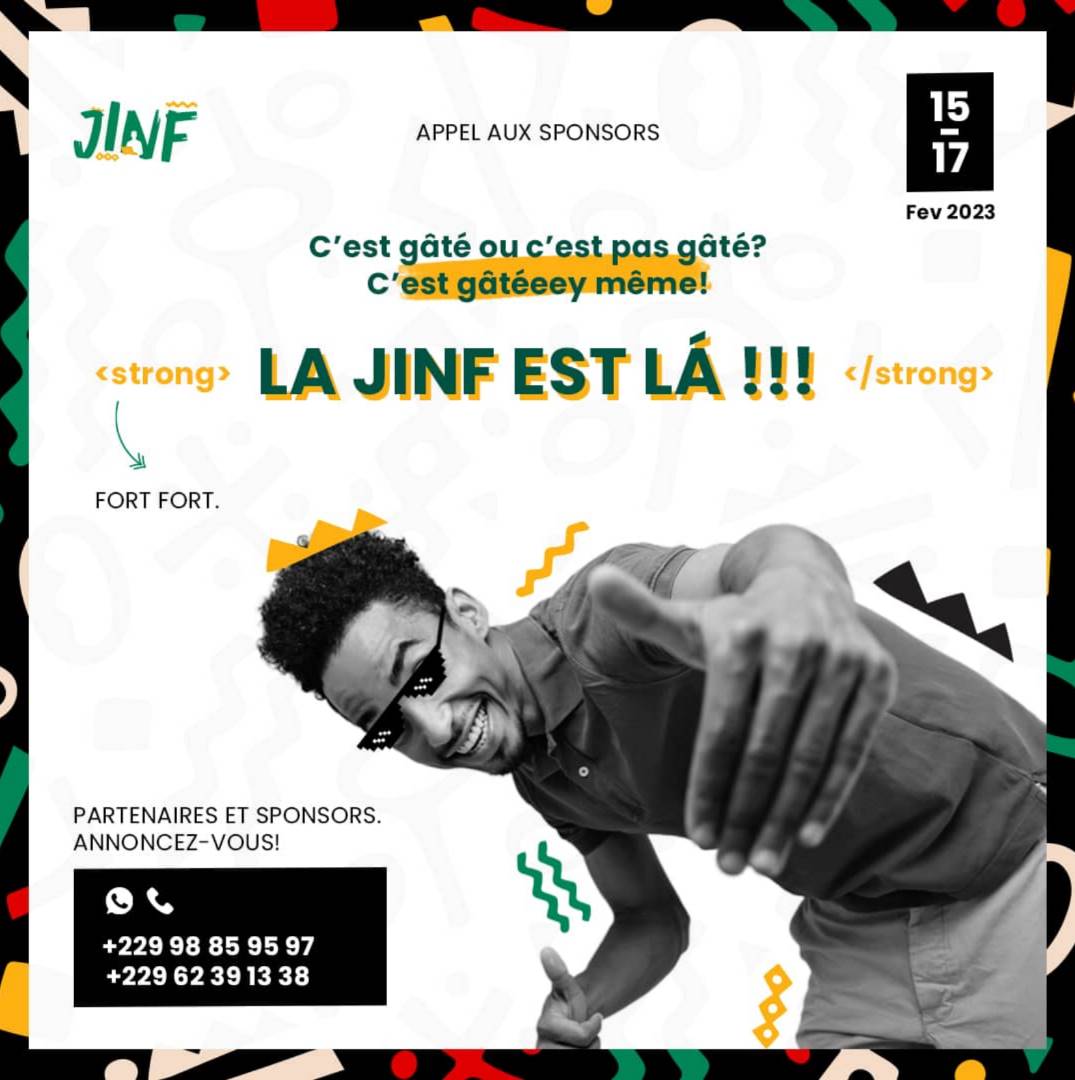 JINF
APPEL AUX SPONSORS
15
-
17
Fev 2023
C’est gâté ou c’est pas gâté?
C’est gâtéeey même!
<strong> LA JINF EST LÁ !!! </strong>
FORT FORT.
PARTENAIRES ET SPONSORS.
ANNONCEZ-VOUS!
+229 98 85 95 97
+229 62 39 13 38